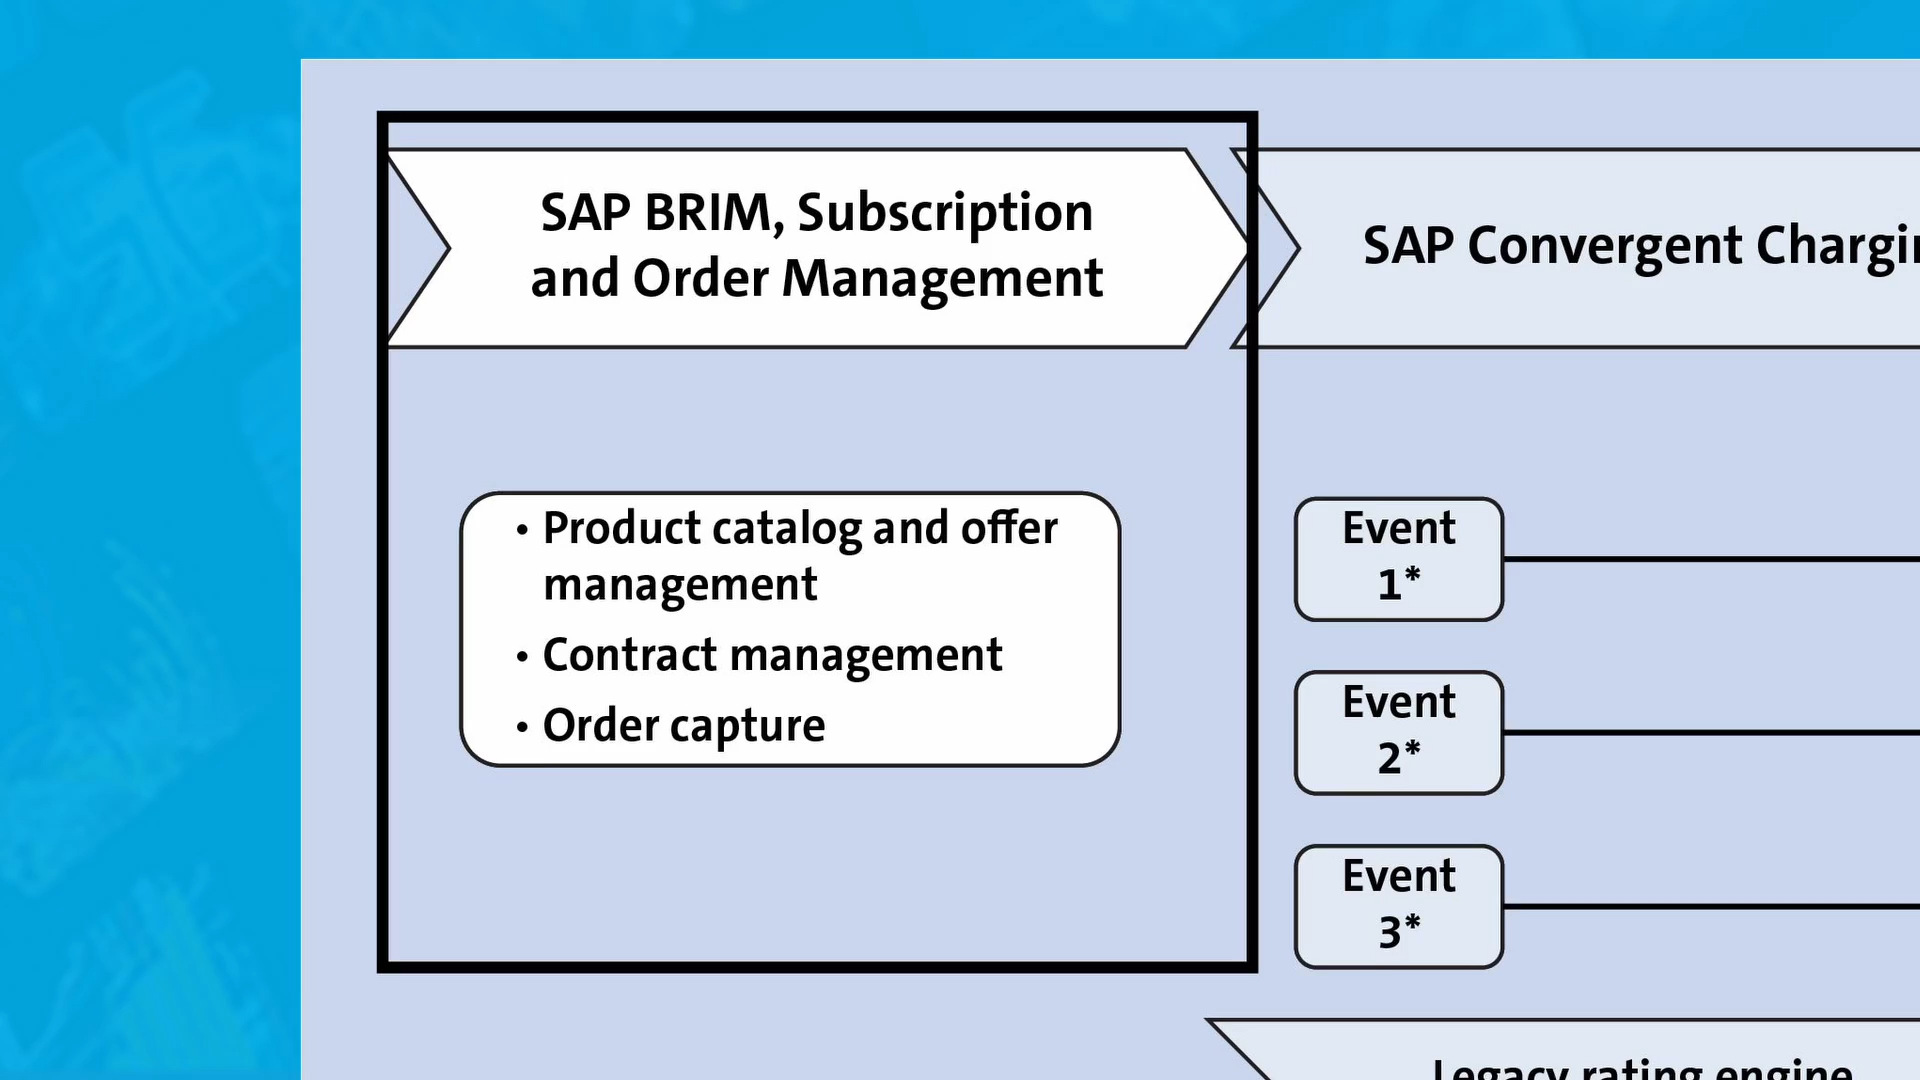 SAP BRIM, Subscription
and Order Management
SAP Convergent
• Product catalog and offer
management
• Contract management
• Order capture
Event
1*
Event
2*
Event
3*
Legacy rating engine